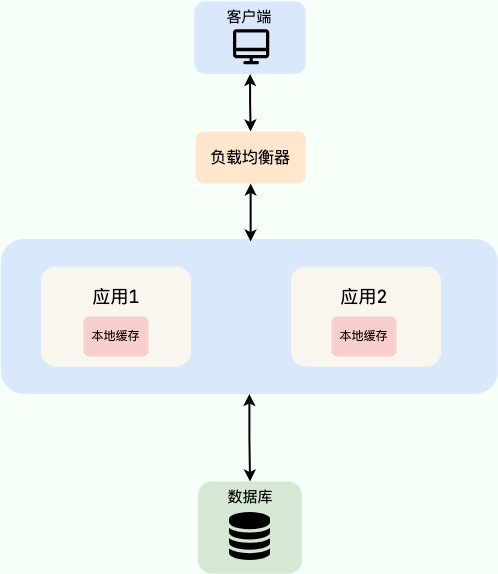 客户端
负载均衡器
应用1
应用2
本地缓存
本地缓存
数据库